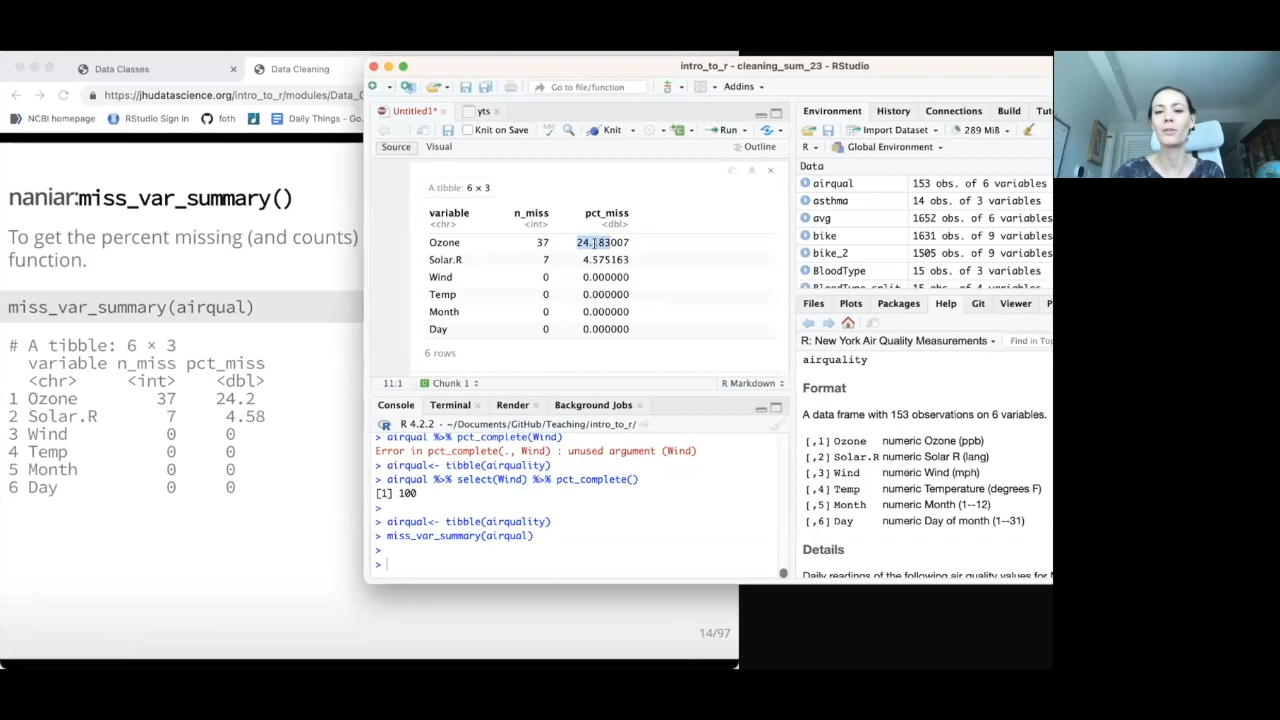 Data Classes
Data Cleaning
https://jhudatascience.org/intro_to_r/modules/Data_C
NCBI homepage
RStudio Sign in
foth
Daily Things - Go.
naniar:miss_var_summary()
To get the percent missing (and counts)
function.
miss_var_summary(airqual)
# A tibble: 6 × 3
variable n_miss pct_miss
<chr> <int> <dbl>
1 Ozone 37 24.2
2 Solar.R 7 4.58
3 Wind 0 0
4 Temp 0 0
5 Month 0 0
6 Day 0 0
14/97
intro_to_r - cleaning_sum_23 - RStudio
Go to file/function
Addins
Untitled1*
yts
Knit on Save
Knit
Run
Source
Visual
Outline
A tibble: 6 × 3
variable n_miss pct_miss
<chr> <int> <dbl>
Ozone 37 24.183007
Solar.R 7 4.575163
Wind 0 0.000000
Temp 0 0.000000
Month 0 0.000000
Day 0 0.000000
6 rows
11:1
Chunk 1
R Markdown
Console
Terminal
Render
Background Jobs
R 4.2.2 · ~/Documents/GitHub/Teaching/intro_to_r/
> airqual %>% pct_complete(Wind)
Error in pct_complete(., Wind) : unused argument (Wind)
> airqual<- tibble(airquality)
> airqual %>% select(Wind) %>% pct_complete()
[1] 100
>
> airqual<- tibble(airquality)
> miss_var_summary(airqual)
>
>
Environment
History
Connections
Build
Tut
Import Dataset
289 MiB
R
Global Environment
Data
airqual 153 obs. of 6 variables
asthma 14 obs. of 3 variables
avg 1652 obs. of 6 variables
bike 1631 obs. of 9 variables
bike_2 1505 obs. of 9 variables
BloodType 15 obs. of 3 variables
Files
Plots
Packages
Help
Git
Viewer
P
R: New York Air Quality Measurements
Find in Top
airquality
Format
A data frame with 153 observations on 6 variables.
[,1] Ozone numeric Ozone (ppb)
[,2] Solar.R numeric Solar R (lang)
[,3] Wind numeric Wind (mph)
[,4] Temp numeric Temperature (degrees F)
[,5] Month numeric Month (1--12)
[,6] Day numeric Day of month (1--31)
Details
Daily readings of the following air quality values for